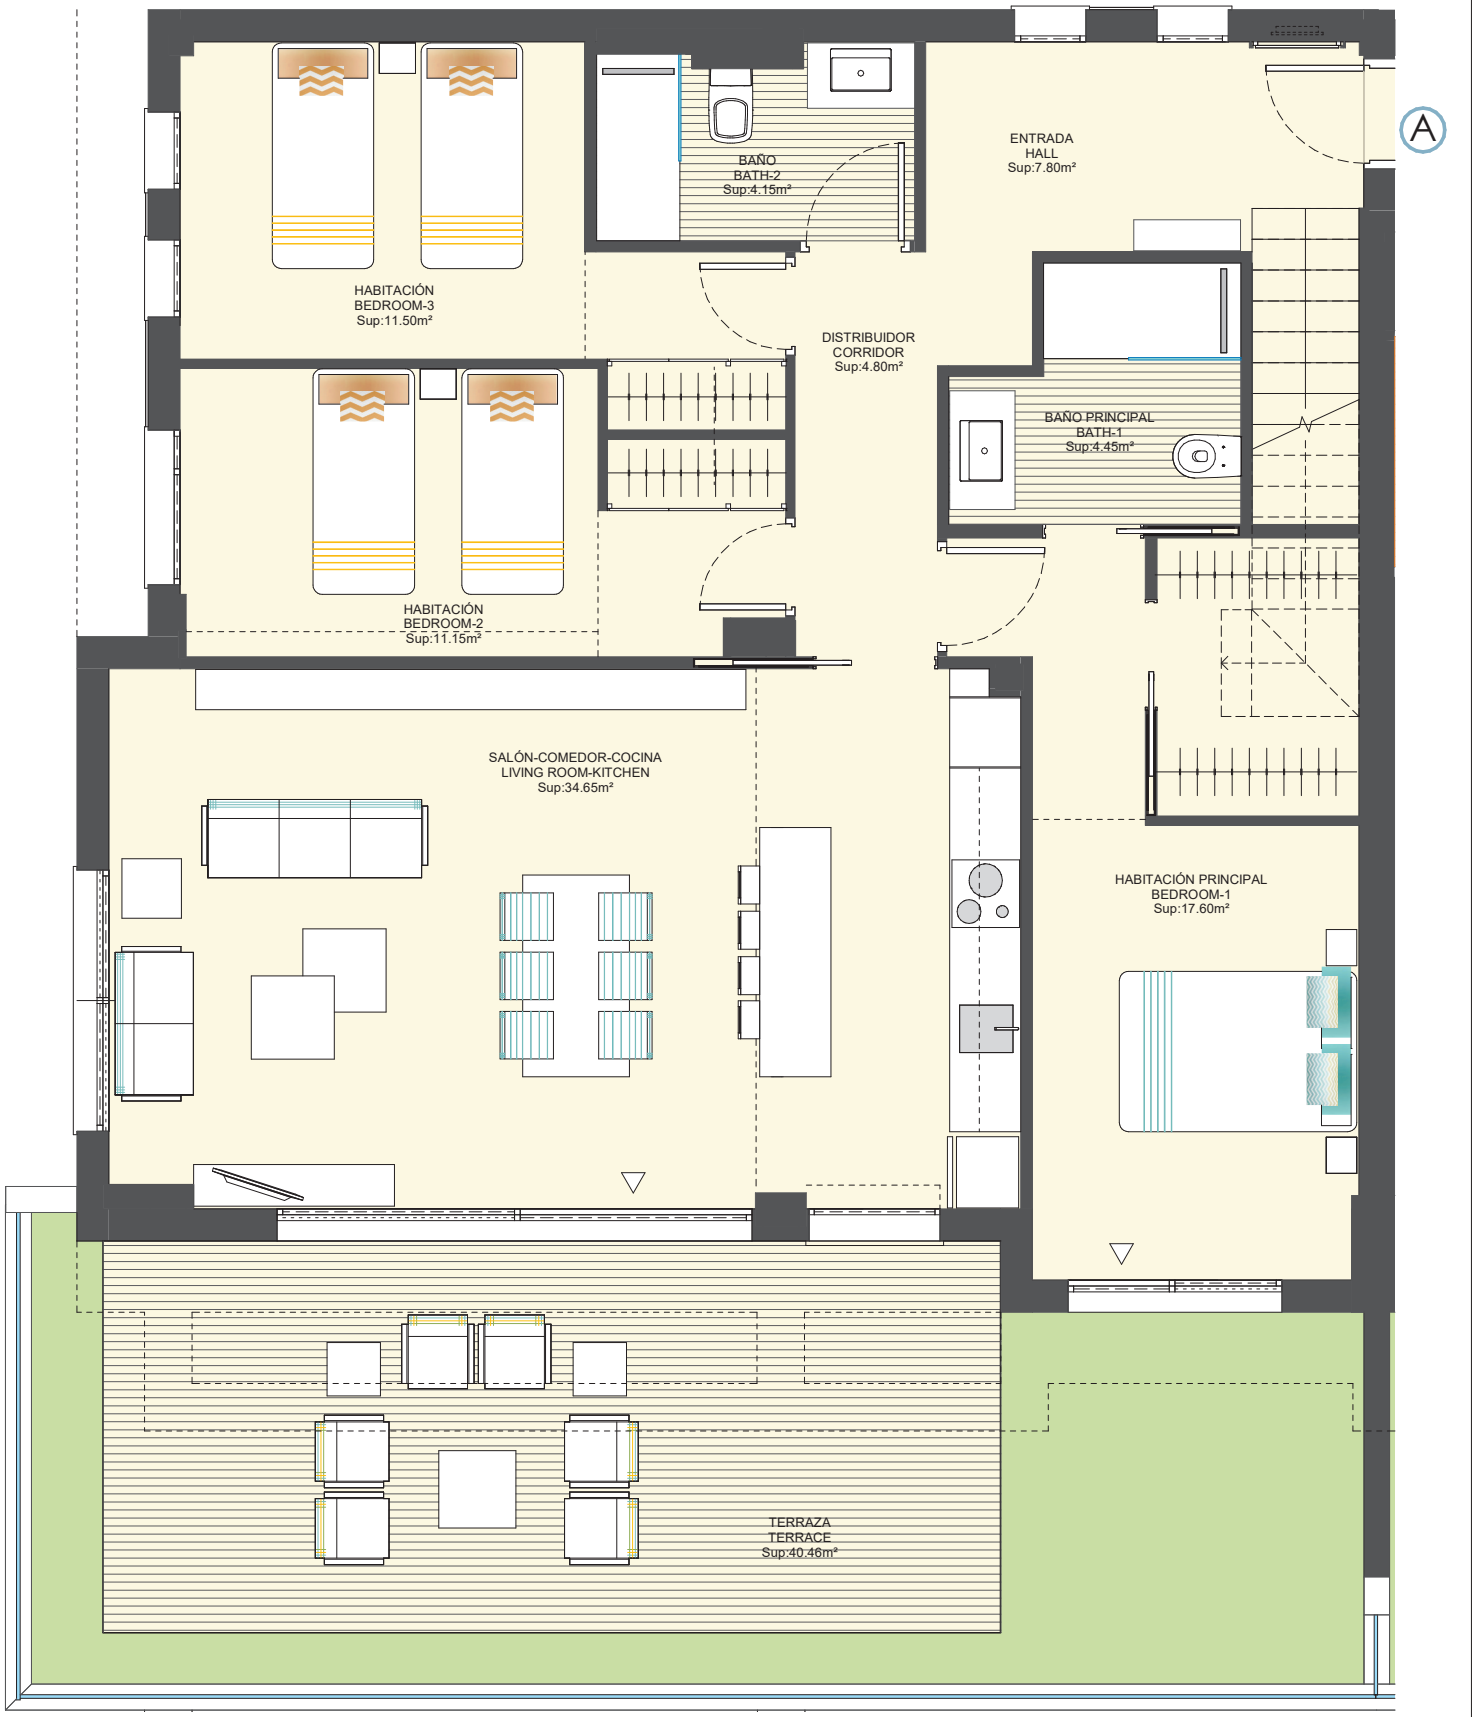 A
ENTRADA
HALL
Sup:7.80m²
BAÑO
BATH-2
Sup:4.15m²
HABITACIÓN
BEDROOM-3
Sup:11.50m²
DISTRIBUIDOR
CORRIDOR
Sup:4.80m²
BAÑO PRINCIPAL
BATH-1
Sup:4.45m²
HABITACIÓN
BEDROOM-2
Sup:11.15m²
SALÓN-COMEDOR-COCINA
LIVING ROOM-KITCHEN
Sup:34.65m²
HABITACIÓN PRINCIPAL
BEDROOM-1
Sup:17.60m²
TERRAZA
TERRACE
Sup:40.46m²